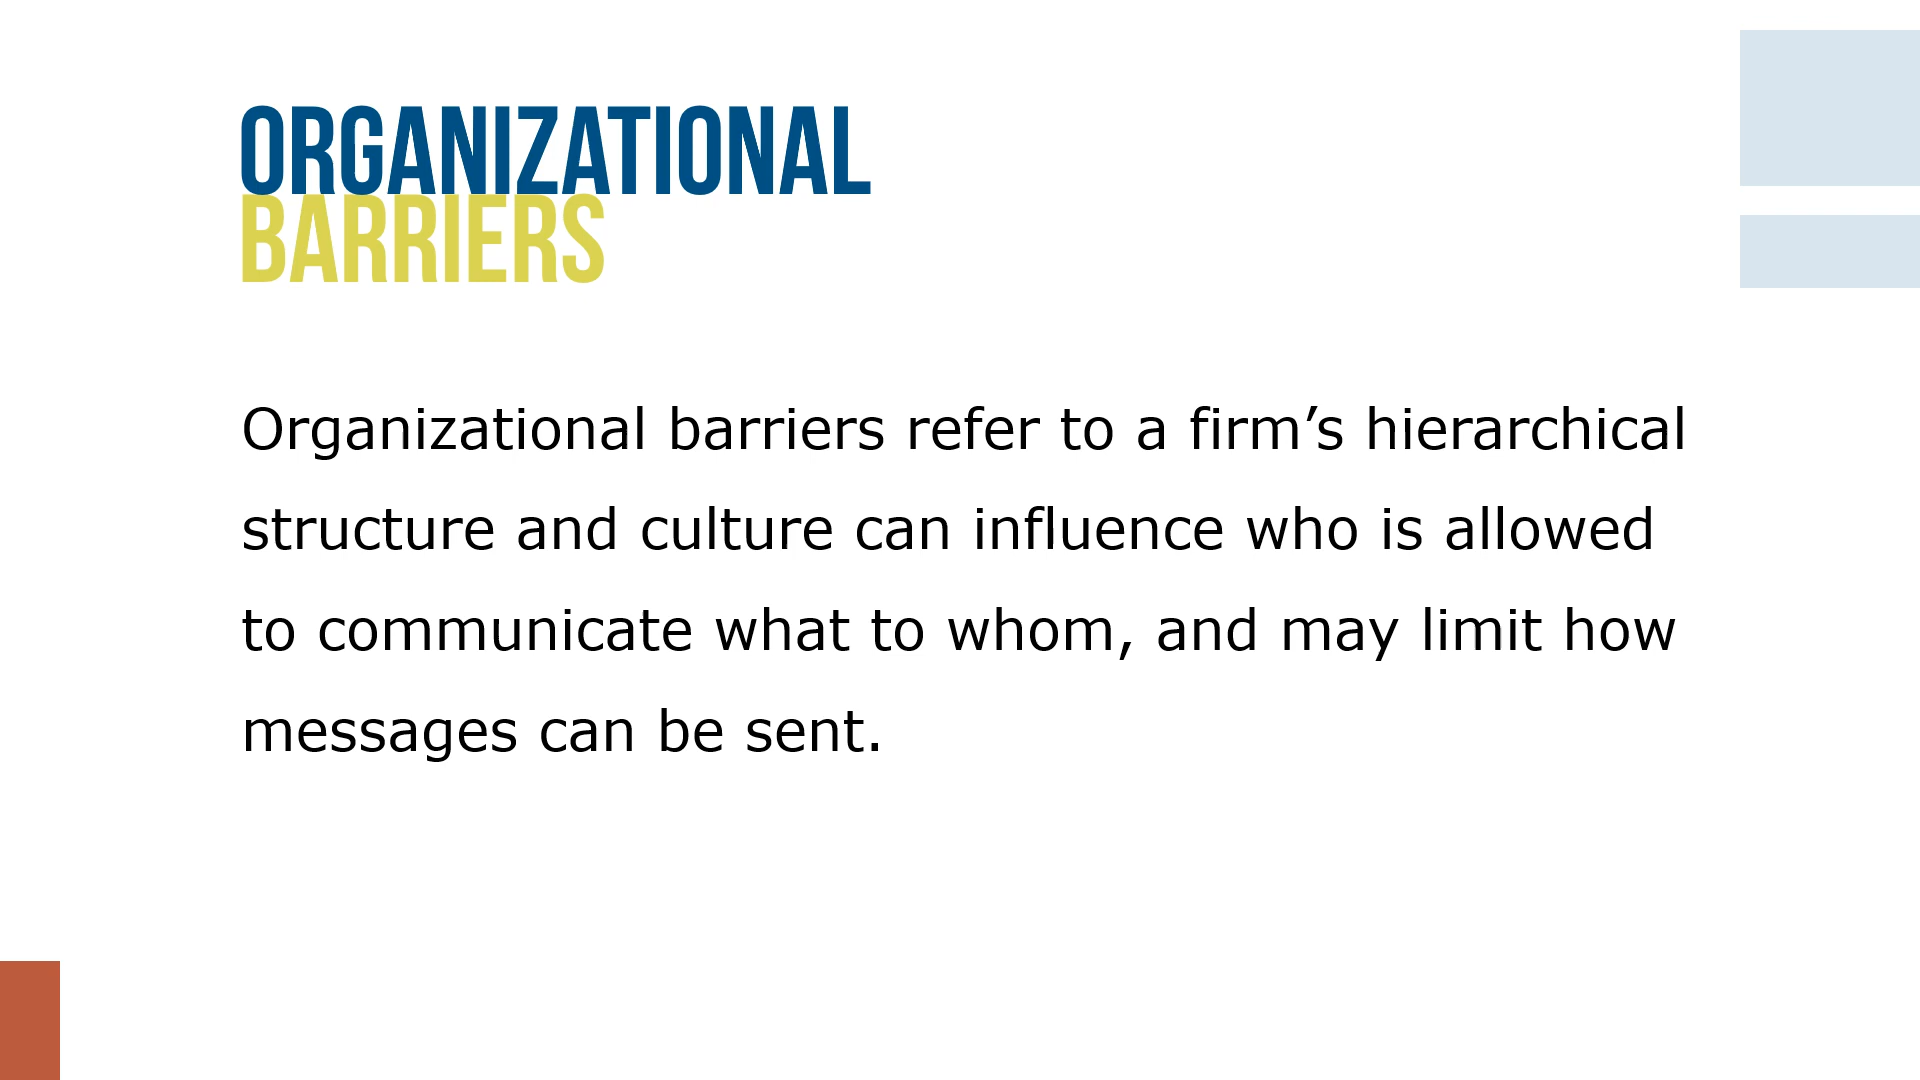 ORGANIZATIONAL
BARRIERS
Organizational barriers refer to a firm’s hierarchical
structure and culture can influence who is allowed
to communicate what to whom, and may limit how
messages can be sent.